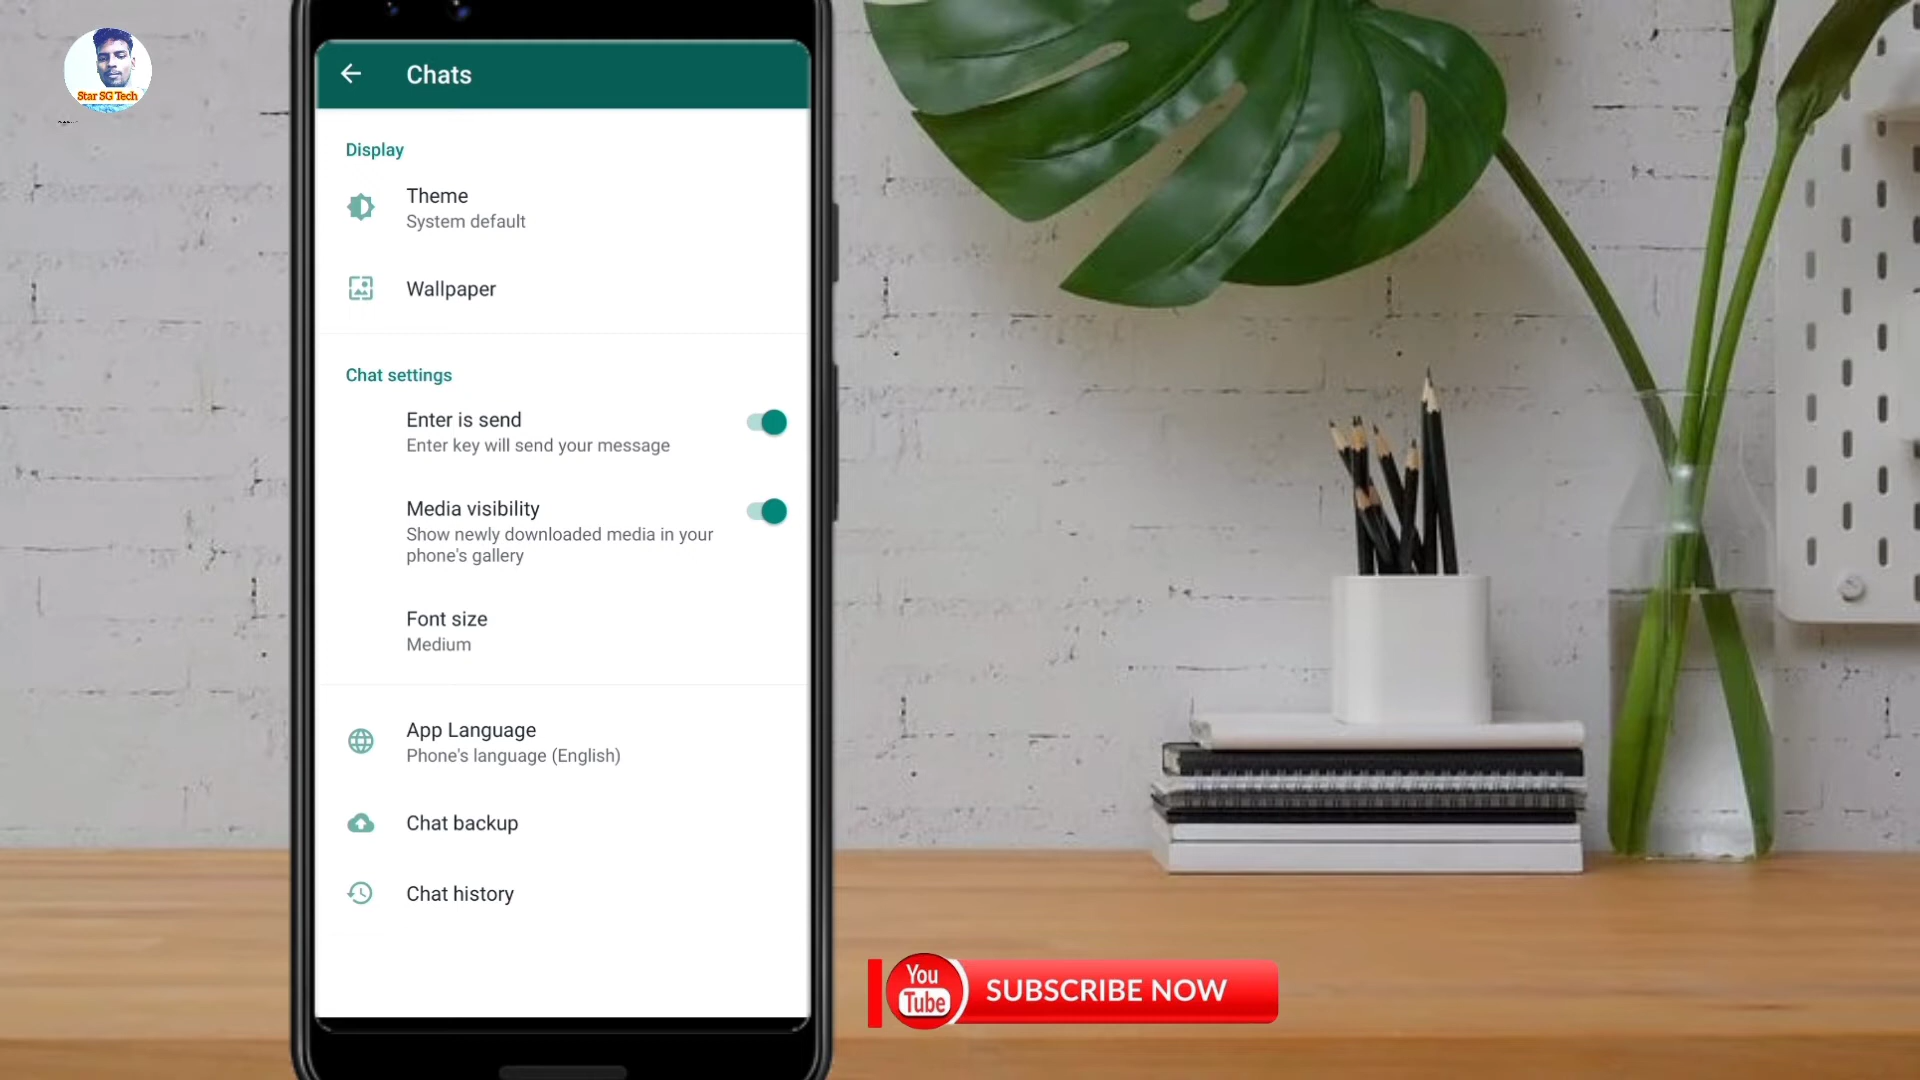 Star SG Tech
Chats
Display
Theme
System default
Wallpaper
Chat settings
Enter is send
Enter key will send your message
Media visibility
Show newly downloaded media in your
phone's gallery
Font size
Medium
App Language
Phone's language (English)
Chat backup
Chat history
You
Tube
SUBSCRIBE NOW